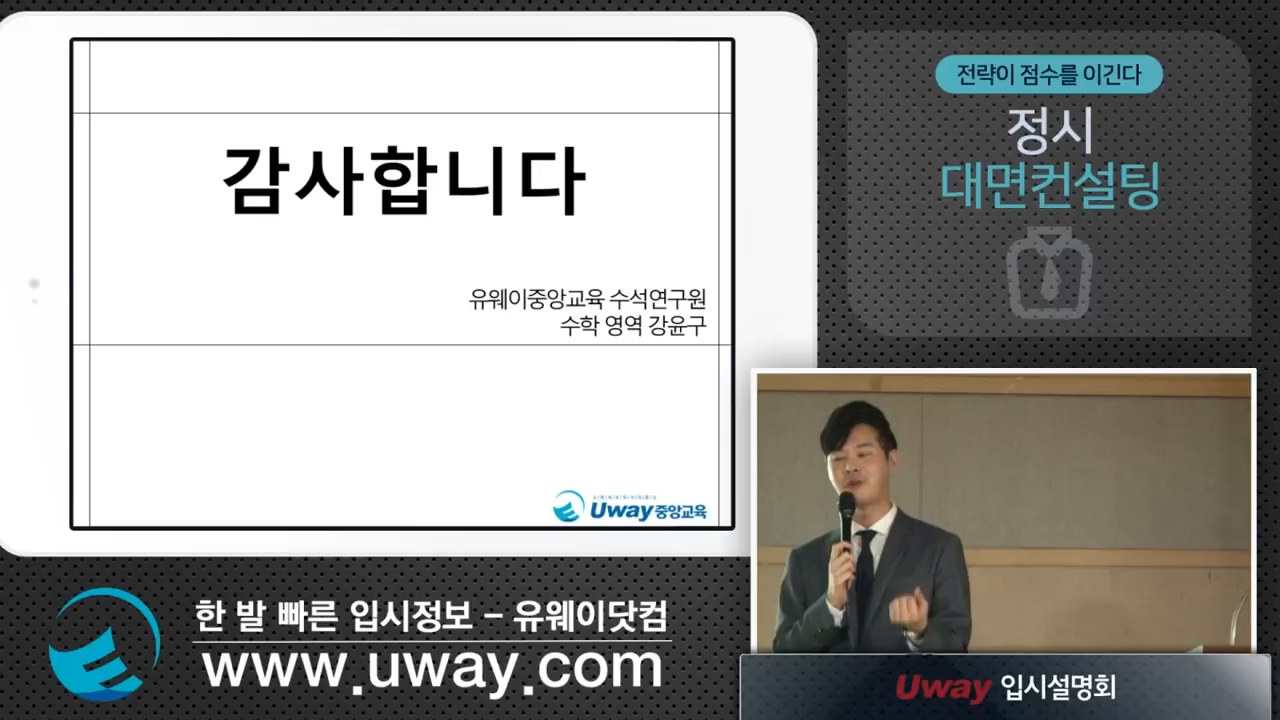 감사합니다
유웨이중앙교육 수석연구원
수학 영역 강윤구
Uway중앙교육
전략이 점수를 이긴다
정시
대면컨설팅
한 발 빠른 입시정보 – 유웨이닷컴
www.uway.com
Uway 입시설명회